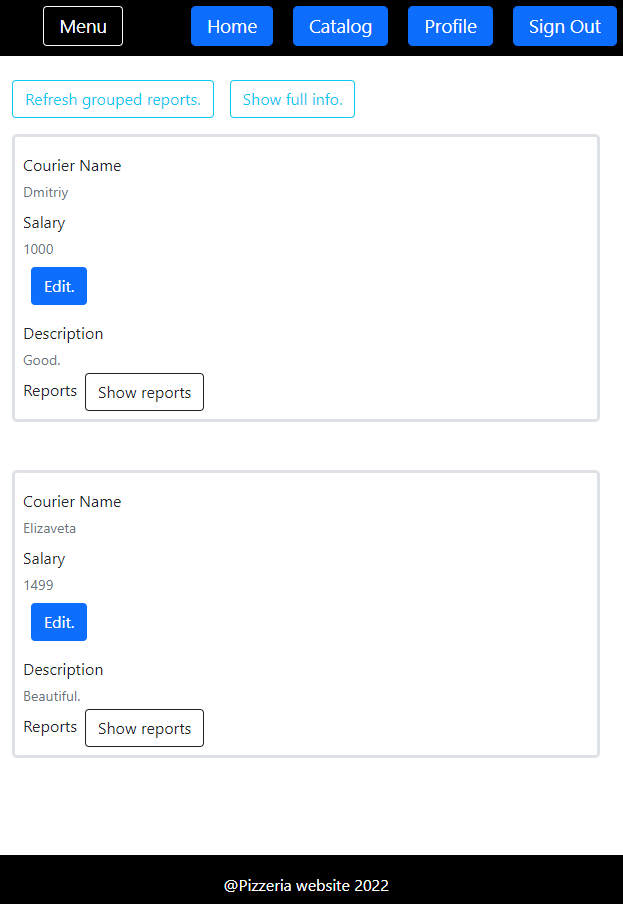 Menu Home Catalog Profile Sign Out
Refresh grouped reports. Show full info.
Courier Name
Dmitriy
Salary
1000
Edit.
Description
Good.
Reports Show reports
Courier Name
Elizaveta
Salary
1499
Edit.
Description
Beautiful.
Reports Show reports
@Pizzeria website 2022